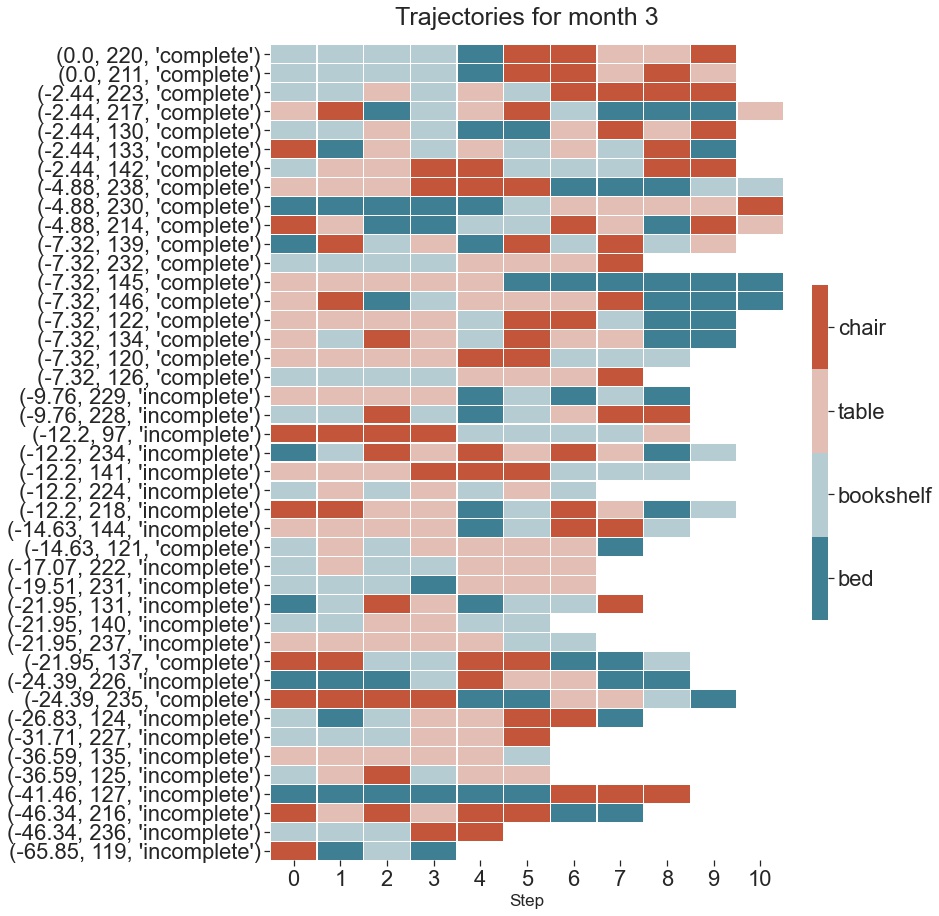 Trajectories for month 3
(0.0, 220, 'complete')
(0.0, 211, 'complete')
(-2.44, 223, 'complete')
(-2.44, 217, 'complete')
(-2.44, 130, 'complete')
(-2.44, 133, 'complete')
(-2.44, 142, 'complete')
(-4.88, 238, 'complete')
(-4.88, 230, 'complete')
(-4.88, 214, 'complete')
(-7.32, 139, 'complete')
(-7.32, 232, 'complete')
(-7.32, 145, 'complete')
(-7.32, 146, 'complete')
(-7.32, 122, 'complete')
(-7.32, 134, 'complete')
(-7.32, 120, 'complete')
(-7.32, 126, 'complete')
(-9.76, 229, 'incomplete')
(-9.76, 228, 'incomplete')
(-12.2, 97, 'incomplete')
(-12.2, 234, 'incomplete')
(-12.2, 141, 'incomplete')
(-12.2, 224, 'incomplete')
(-12.2, 218, 'incomplete')
(-14.63, 144, 'incomplete')
(-14.63, 121, 'complete')
(-17.07, 222, 'incomplete')
(-19.51, 231, 'incomplete')
(-21.95, 131, 'incomplete')
(-21.95, 140, 'incomplete')
(-21.95, 237, 'incomplete')
(-21.95, 137, 'complete')
(-24.39, 226, 'incomplete')
(-24.39, 235, 'complete')
(-26.83, 124, 'incomplete')
(-31.71, 227, 'incomplete')
(-36.59, 135, 'incomplete')
(-36.59, 125, 'incomplete')
(-41.46, 127, 'incomplete')
(-46.34, 216, 'incomplete')
(-46.34, 236, 'incomplete')
(-65.85, 119, 'incomplete')
0 1 2 3 4 5 6 7 8 9 10
Step
chair
table
bookshelf
bed